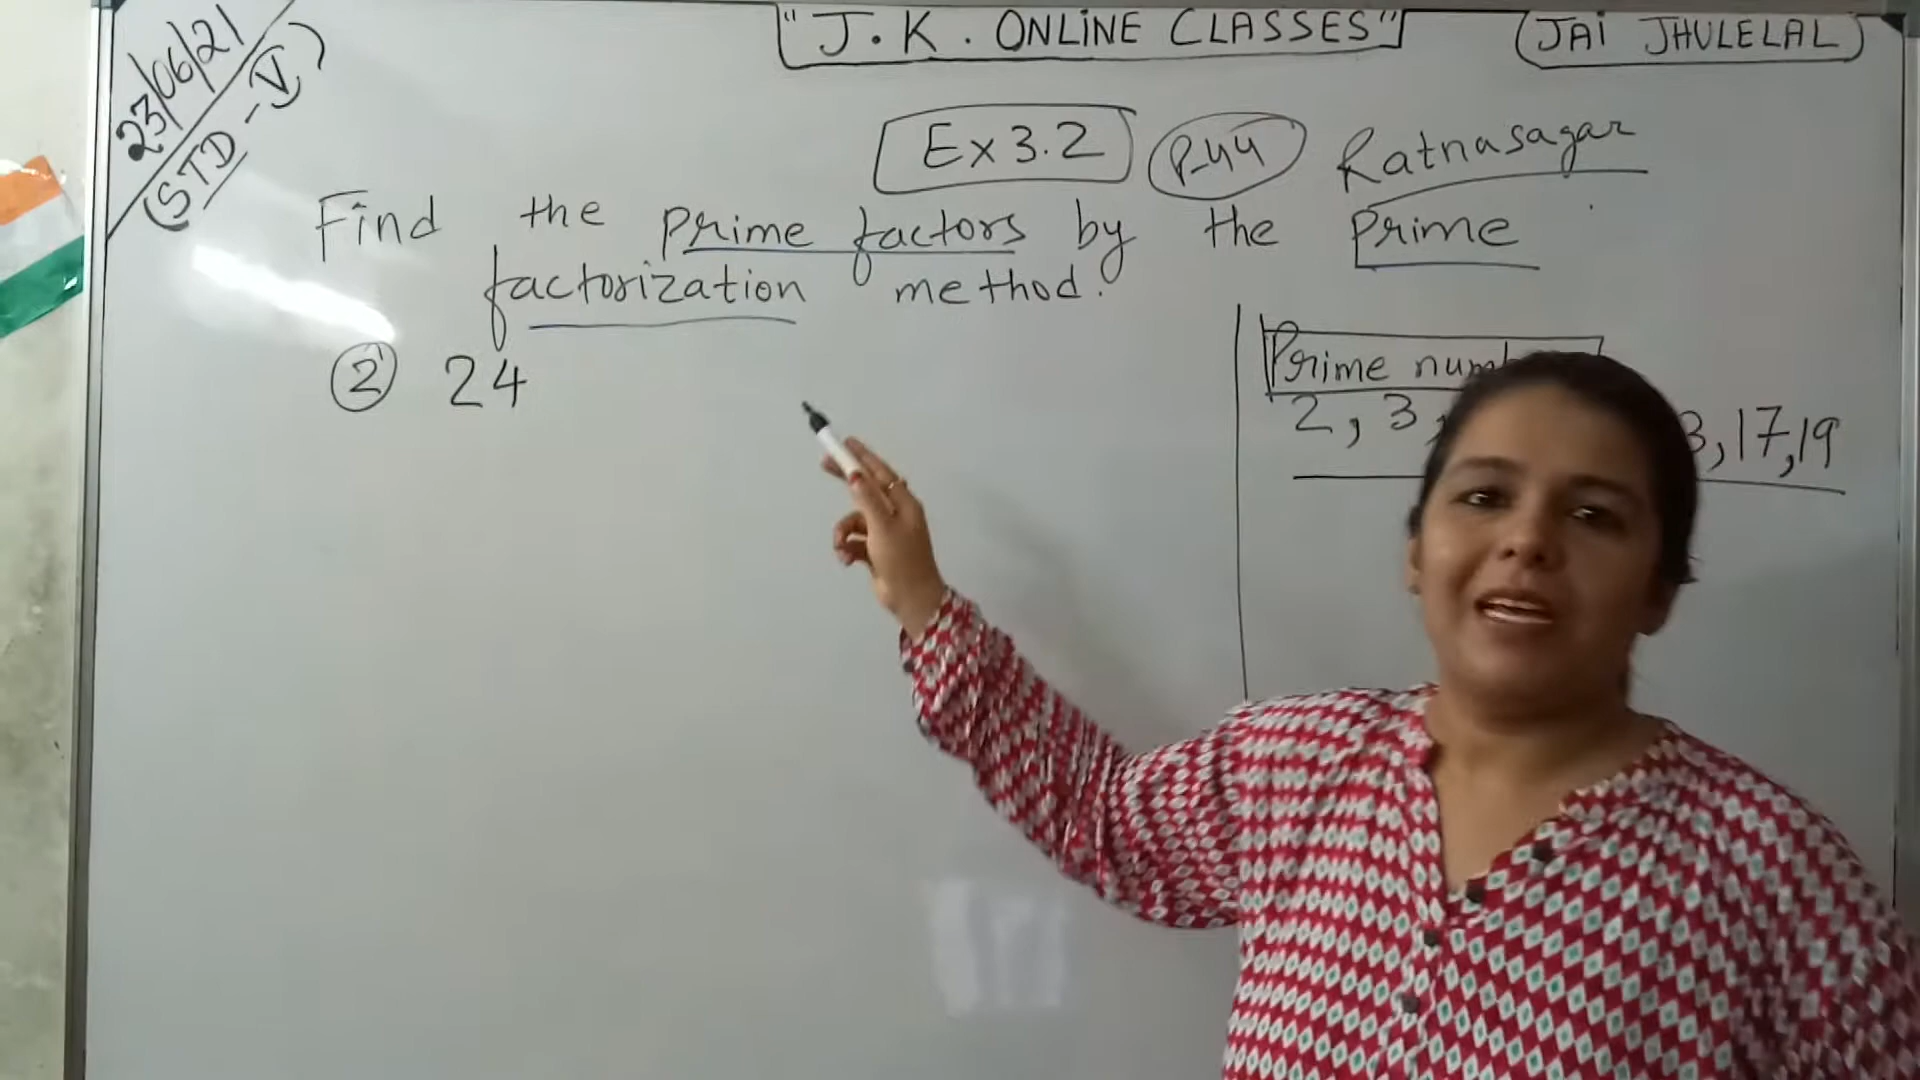 23/06/21
(STD-V)
"J.K. ONLINE CLASSES"
(JAI JHULELAL)
Ex 3.2
P-44
Ratnasagar
Find the prime factors by the prime
factorization method.
② 24
Prime num
2, 3,
3, 17, 19